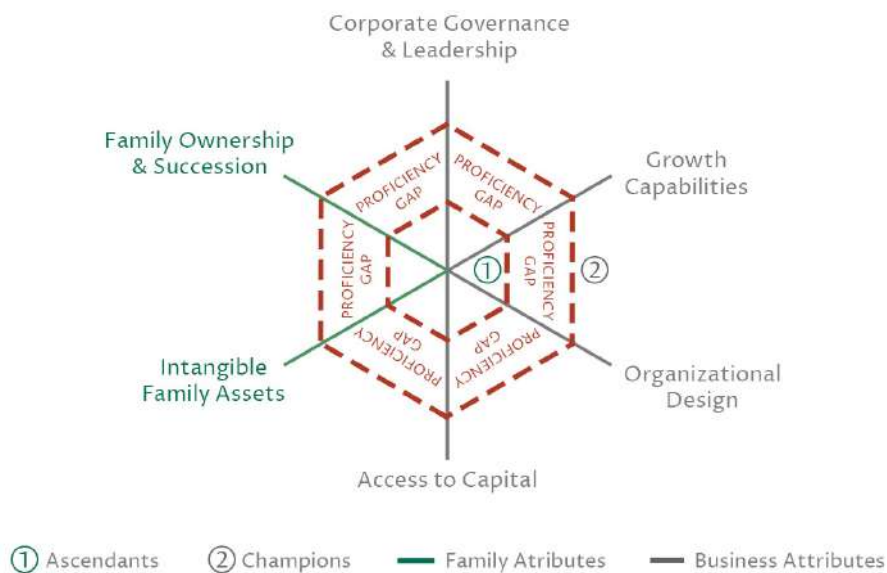 Corporate Governance
& Leadership
Family Ownership
& Succession
Growth
Capabilities
PROFICIENCY
GAP
PROFICIENCY
GAP
PROFICIENCY
GAP
PROFICIENCY
GAP
PROFICIENCY
GAP
PROFICIENCY
GAP
1
2
Intangible
Family Assets
Organizational
Design
Access to Capital
1 Ascendants 2 Champions Family Atributes Business Attributes